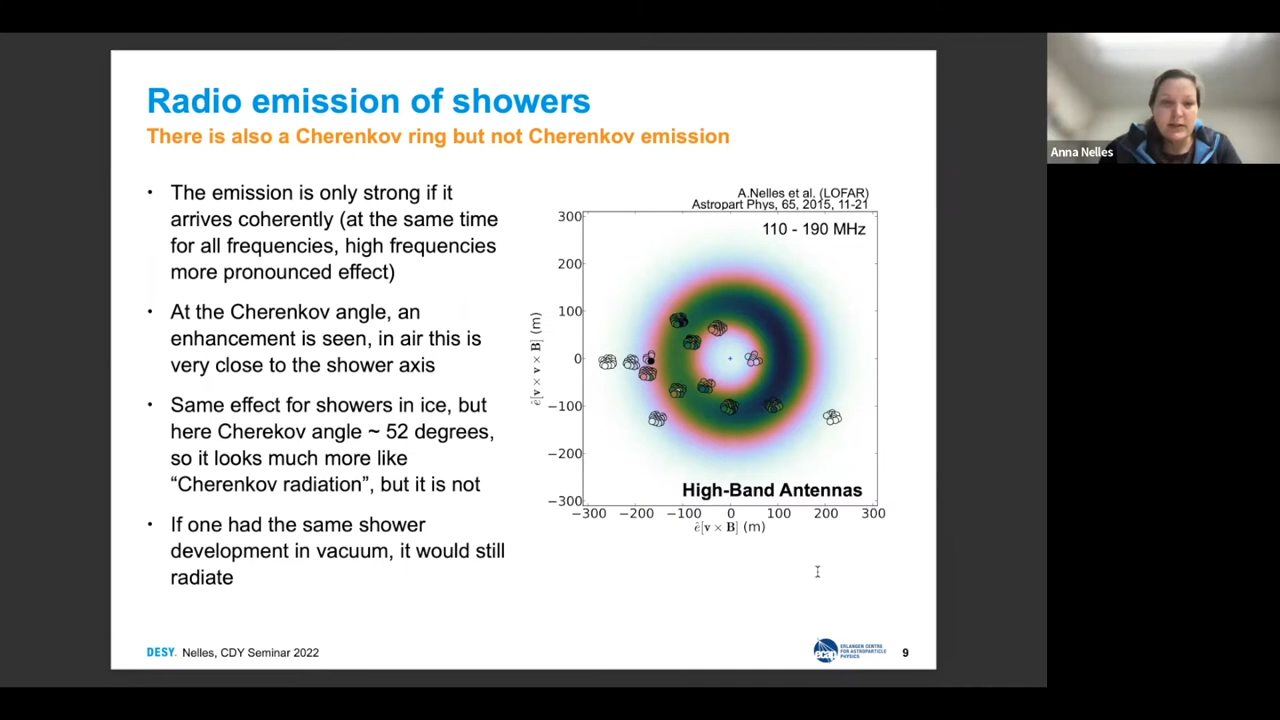 Radio emission of showers
There is also a Cherenkov ring but not Cherenkov emission
• The emission is only strong if it
arrives coherently (at the same time
for all frequencies, high frequencies
more pronounced effect)
• At the Cherenkov angle, an
enhancement is seen, in air this is
very close to the shower axis
• Same effect for showers in ice, but
here Cherekov angle ~ 52 degrees,
so it looks much more like
“Cherenkov radiation”, but it is not
• If one had the same shower
development in vacuum, it would still
radiate
A.Nelles et al. (LOFAR)
Astropart Phys, 65, 2015, 11-21
110 - 190 MHz
300
200
100
0
−100
−200
−300
ê[v × v × B] (m)
High-Band Antennas
−300 −200 −100 0 100 200 300
ê[v × B] (m)
DESY. Nelles, CDY Seminar 2022
ecap ERLANGEN CENTRE
FOR ASTROPARTICLE
PHYSICS
9
Anna Nelles